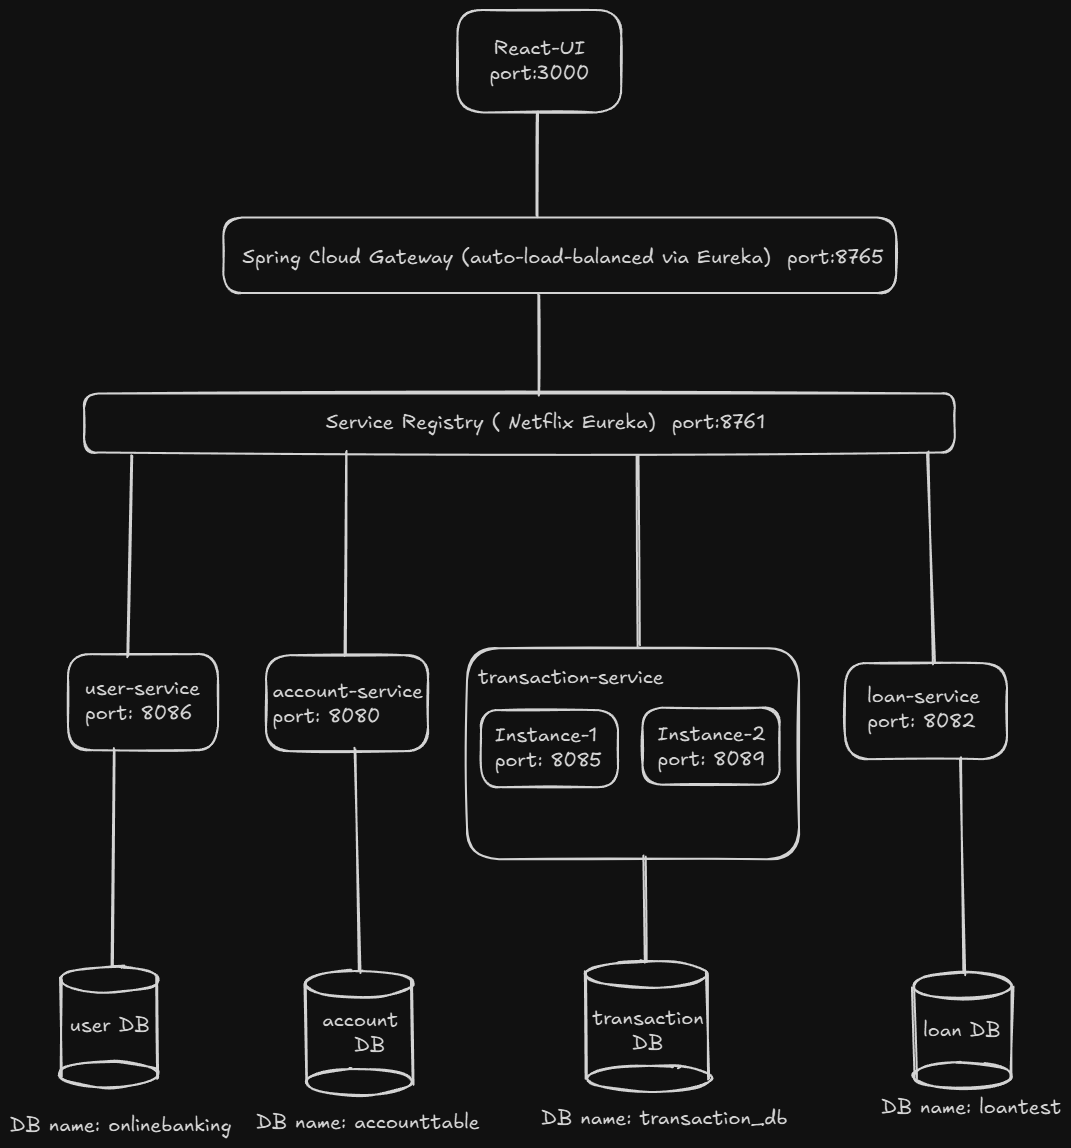 React-UI
port:3000
Spring Cloud Gateway (auto-load-balanced via Eureka)  port:8765
Service Registry ( Netflix Eureka)  port:8761
user-service
port: 8086
account-service
port: 8080
transaction-service
Instance-1
port: 8085
Instance-2
port: 8089
loan-service
port: 8082
user DB
account
DB
transaction
DB
loan DB
DB name: onlinebanking
DB name: accounttable
DB name: transaction_db
DB name: loantest